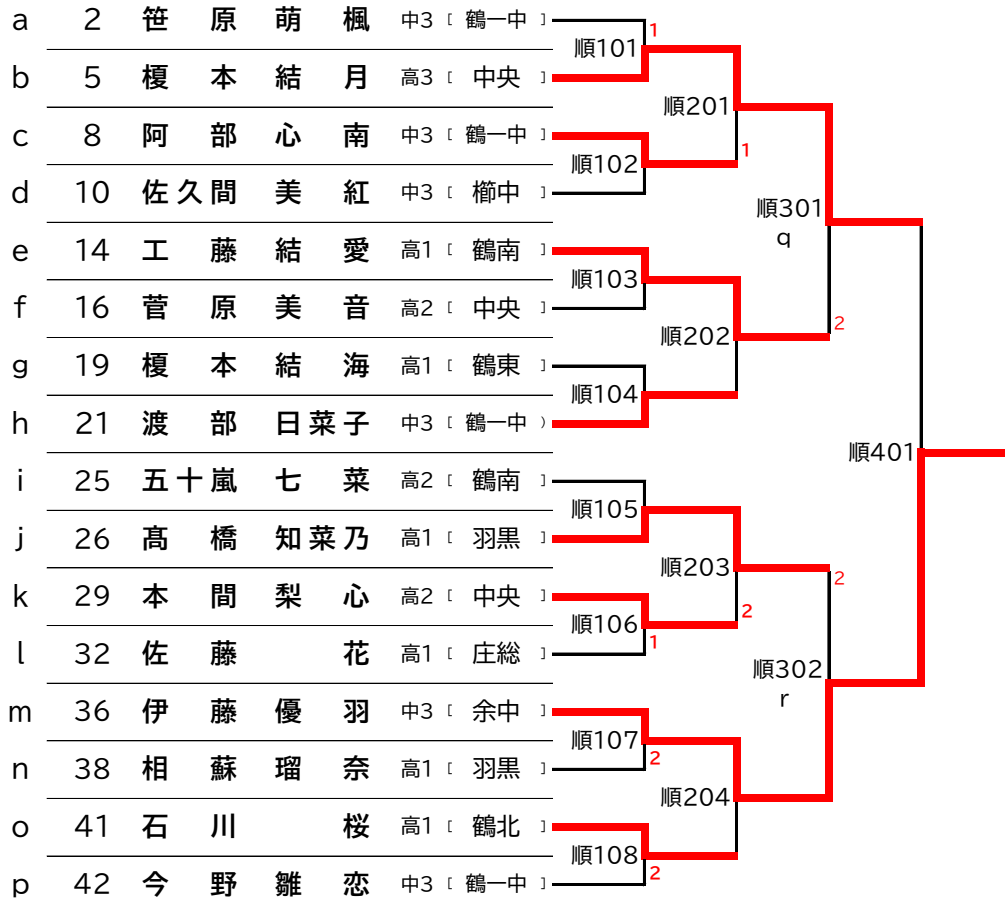 a 2 笹原萌楓 中3 [ 鶴一中 ]
1
順101
b 5 榎本結月 高3 [ 中央 ]
順201
c 8 阿部心南 中3 [ 鶴一中 ]
1
順102
d 10 佐久間美紅 中3 [ 櫛中 ]
順301
q
e 14 工藤結愛 高1 [ 鶴南 ]
順103
f 16 菅原美音 高2 [ 中央 ]
2
順202
g 19 榎本結海 高1 [ 鶴東 ]
順104
h 21 渡部日菜子 中3 [ 鶴一中 )
順401
i 25 五十嵐七菜 高2 [ 鶴南 ]
順105
j 26 髙橋知菜乃 高1 [ 羽黒 ]
順203
2
k 29 本間梨心 高2 [ 中央 ]
2
順106
1
l 32 佐藤花 高1 [ 庄総 ]
順302
r
m 36 伊藤優羽 中3 [ 余中 ]
順107
2
n 38 相蘇瑠奈 高1 [ 羽黒 ]
順204
o 41 石川桜 高1 [ 鶴北 ]
順108
2
p 42 今野雛恋 中3 [ 鶴一中 ]